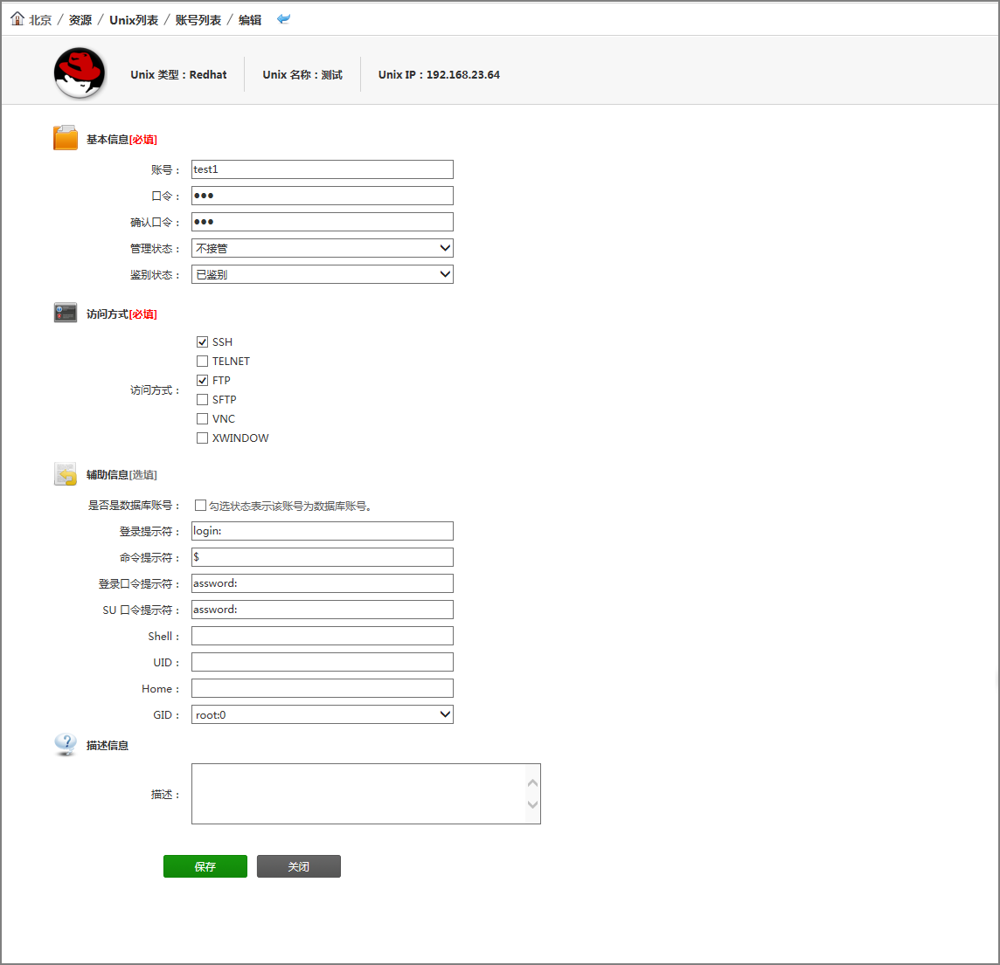 北京 / 资源 / Unix列表 / 账号列表 / 编辑
Unix 类型：Redhat
Unix 名称：测试
Unix IP：192.168.23.64
基本信息[必填]
账号： test1
口令： ●●●
确认口令： ●●●
管理状态： 不接管
鉴别状态： 已鉴别
访问方式[必填]
SSH
TELNET
FTP
访问方式：
SFTP
VNC
XWINDOW
辅助信息[选填]
是否是数据库账号： 勾选状态表示该账号为数据库账号。
登录提示符： login:
命令提示符： $
登录口令提示符： assword:
SU 口令提示符： assword:
Shell：
UID：
Home：
GID： root:0
描述信息
描述：
保存 关闭